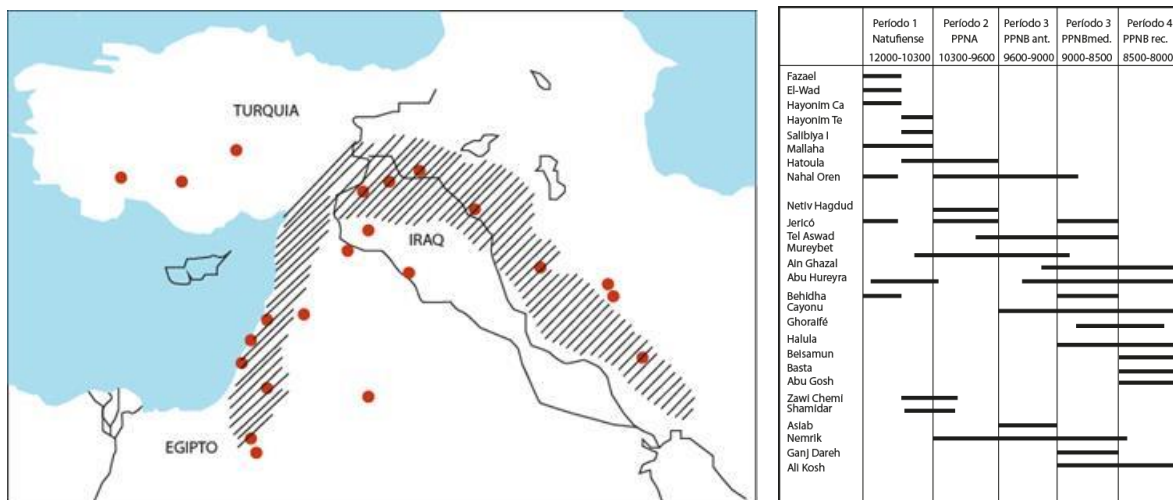 TURQUIA
IRAQ
EGIPTO
Período 1 Período 2 Período 3 Período 3 Período 4
Natufiense PPNA PPNB ant. PPNBmed. PPNB rec.
12000-10300 10300-9600 9600-9000 9000-8500 8500-8000
Fazael
El-Wad
Hayonim Ca
Hayonim Te
Salibiya I
Mallaha
Hatoula
Nahal Oren
Netiv Hagdud
Jericó
Tel Aswad
Mureybet
Ain Ghazal
Abu Hureyra
Behidha
Cayonu
Ghoraifé
Halula
Beisamun
Basta
Abu Gosh
Zawi Chemi
Shamidar
Asiab
Nemrik
Ganj Dareh
Ali Kosh